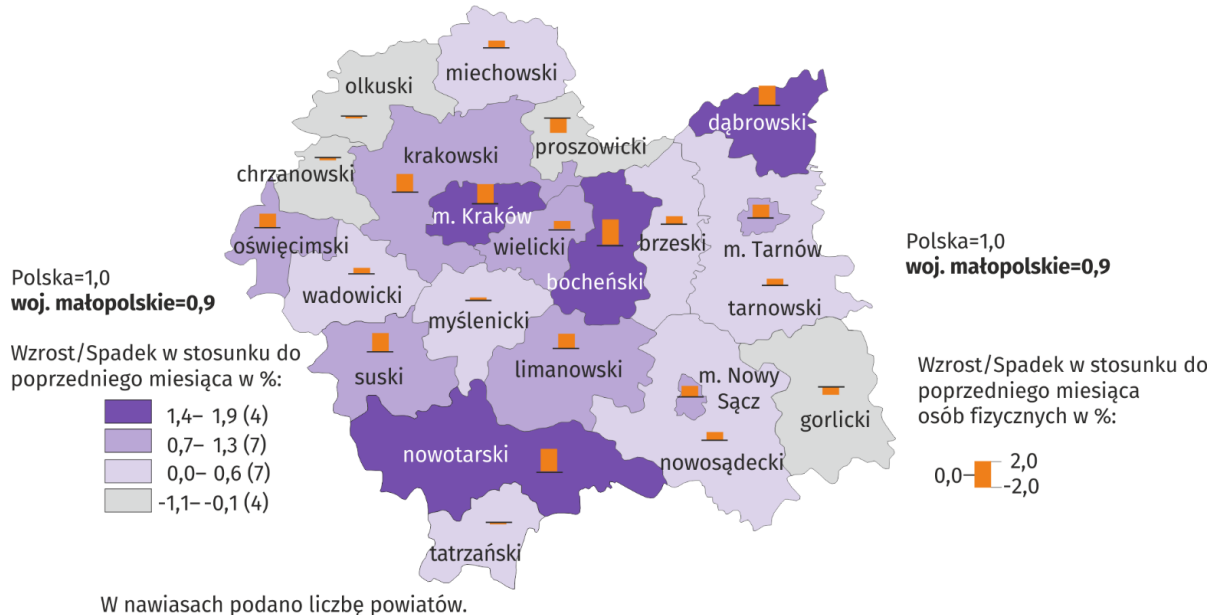 miechowski
olkuski
dąbrowski
proszowicki
krakowski
chrzanowski
m. Kraków
wielicki
oświęcimski
brzeski
m. Tarnów
bocheński
wadowicki
tarnowski
myślenicki
suski
limanowski
m. Nowy
Sącz
gorlicki
nowotarski
nowosądecki
tatrzański
Polska=1,0
woj. małopolskie=0,9
Wzrost/Spadek w stosunku do
poprzedniego miesiąca w %:
1,4– 1,9 (4)
0,7– 1,3 (7)
0,0– 0,6 (7)
-1,1– -0,1 (4)
Polska=1,0
woj. małopolskie=0,9
Wzrost/Spadek w stosunku do
poprzedniego miesiąca
osób fizycznych w %:
0,0
2,0
-2,0
W nawiasach podano liczbę powiatów.